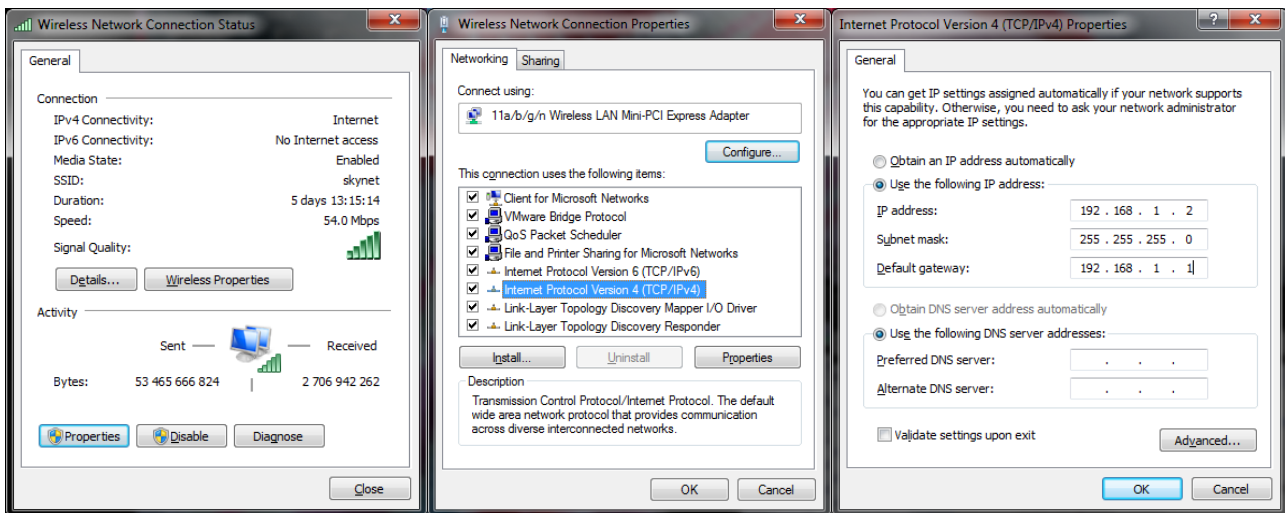 Wireless Network Connection Status
General
Connection
IPv4 Connectivity: Internet
IPv6 Connectivity: No Internet access
Media State: Enabled
SSID: skynet
Duration: 5 days 13:15:14
Speed: 54.0 Mbps
Signal Quality:
Details... Wireless Properties
Activity
Sent — — Received
Bytes: 53 465 666 824 | 2 706 942 262
Properties Disable Diagnose
Close
Wireless Network Connection Properties
Networking Sharing
Connect using:
11a/b/g/n Wireless LAN Mini-PCI Express Adapter
Configure...
This connection uses the following items:
Client for Microsoft Networks
VMware Bridge Protocol
QoS Packet Scheduler
File and Printer Sharing for Microsoft Networks
Internet Protocol Version 6 (TCP/IPv6)
Internet Protocol Version 4 (TCP/IPv4)
Link-Layer Topology Discovery Mapper I/O Driver
Link-Layer Topology Discovery Responder
Install... Uninstall Properties
Description
Transmission Control Protocol/Internet Protocol. The default
wide area network protocol that provides communication
across diverse interconnected networks.
OK Cancel
Internet Protocol Version 4 (TCP/IPv4) Properties
?
General
You can get IP settings assigned automatically if your network supports
this capability. Otherwise, you need to ask your network administrator
for the appropriate IP settings.
Obtain an IP address automatically
Use the following IP address:
IP address: 192 . 168 . 1 . 2
Subnet mask: 255 . 255 . 255 . 0
Default gateway: 192 . 168 . 1 . 1
Obtain DNS server address automatically
Use the following DNS server addresses:
Preferred DNS server: . . .
Alternate DNS server: . . .
Validate settings upon exit
Advanced...
OK Cancel